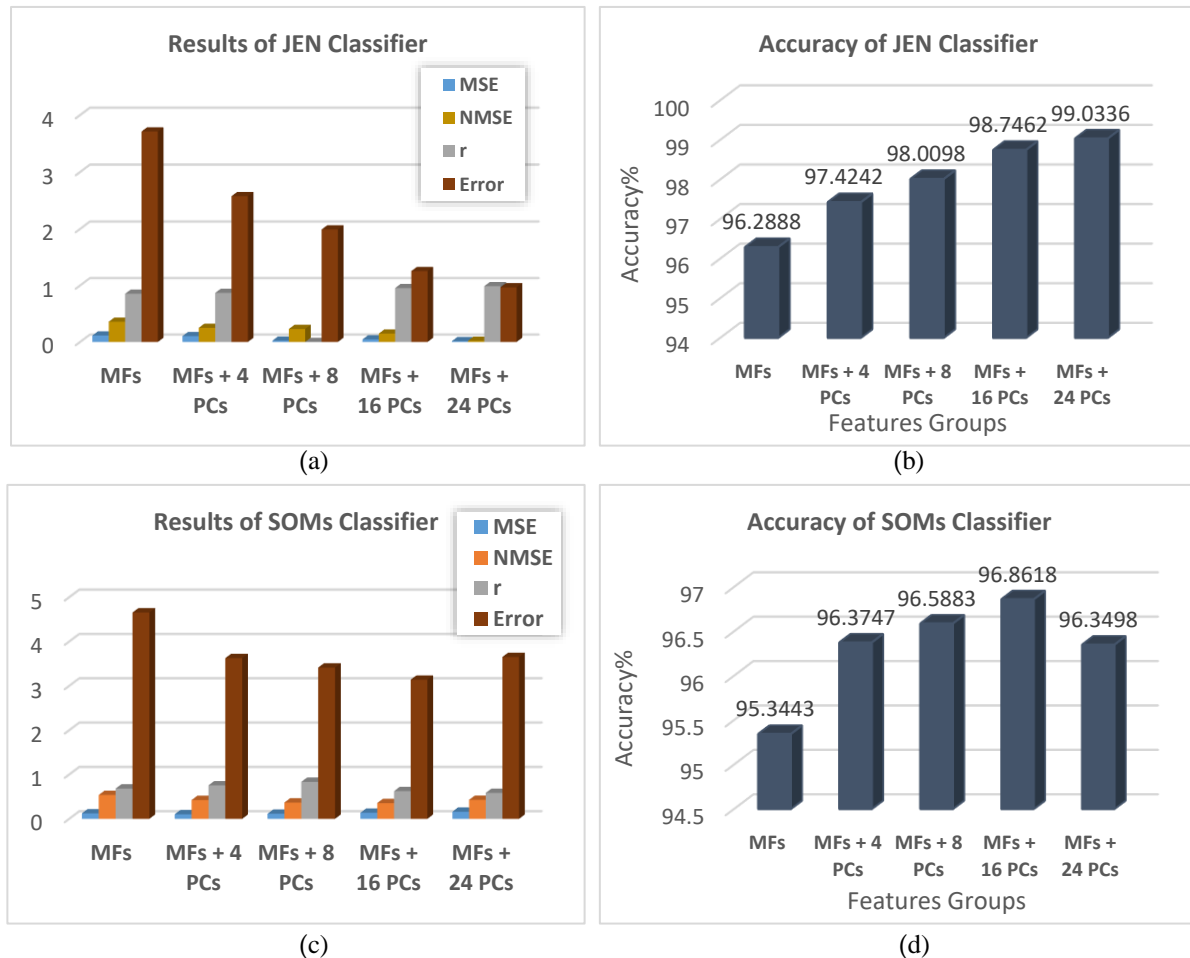 Results of JEN Classifier
MSE
NMSE
r
Error
4
3
2
1
0
MFs
MFs + 4 PCs
MFs + 8 PCs
MFs + 16 PCs
MFs + 24 PCs
(a)
Accuracy of JEN Classifier
Accuracy%
100
99
98
97
96
95
94
96.2888
97.4242
98.0098
98.7462
99.0336
MFs
MFs + 4 PCs
MFs + 8 PCs
MFs + 16 PCs
MFs + 24 PCs
Features Groups
(b)
Results of SOMs Classifier
MSE
NMSE
r
Error
5
4
3
2
1
0
MFs
MFs + 4 PCs
MFs + 8 PCs
MFs + 16 PCs
MFs + 24 PCs
(c)
Accuracy of SOMs Classifier
Accuracy%
97
96.5
96
95.5
95
94.5
95.3443
96.3747
96.5883
96.8618
96.3498
MFs
MFs + 4 PCs
MFs + 8 PCs
MFs + 16 PCs
MFs + 24 PCs
Features Groups
(d)